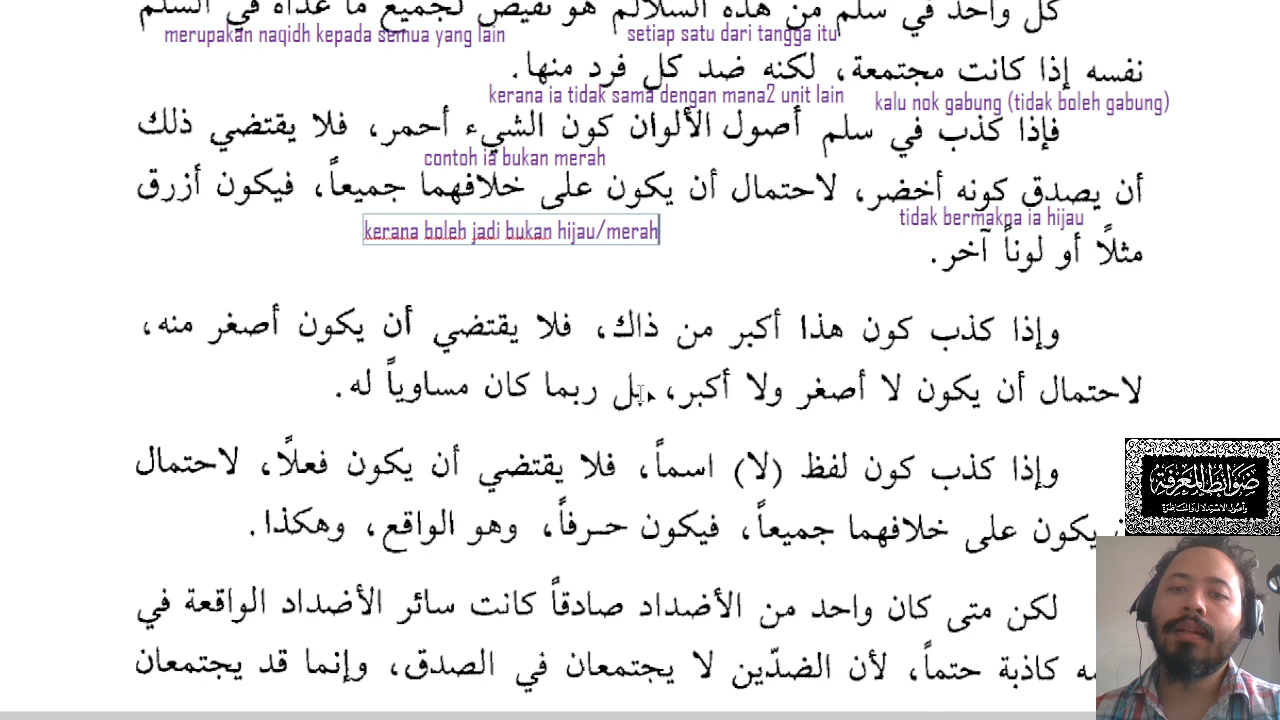 كل واحد في سلم من هذه السلالم هو نقيض لجميع ما عداه في السلم
merupakan naqidh kepada semua yang lain
setiap satu dari tangga itu
نفسه إذا كانت مجتمعة، لكنه ضد كل فرد منها.
kerana ia tidak sama dengan mana2 unit lain
kalu nok gabung (tidak boleh gabung)
فإذا كذب في سلم أصول الألوان كون الشيء أحمر، فلا يقتضي ذلك
contoh ia bukan merah
أن يصدق كونه أخضر، لاحتمال أن يكون على خلافهما جميعاً، فيكون أزرق
tidak bermakna ia hijau
kerana boleh jadi bukan hijau/merah
مثلاً أو لوناً آخر.
وإذا كذب كون هذا أكبر من ذاك، فلا يقتضي أن يكون أصغر منه،
لاحتمال أن يكون لا أصغر ولا أكبر، بل ربما كان مساوياً له.
وإذا كذب كون لفظ (لا) اسماً، فلا يقتضي أن يكون فعلاً، لاحتمال
يكون على خلافهما جميعاً، فيكون حرفاً، وهو الواقع، وهكذا.
ضوابط المعرفة
لكن متى كان واحد من الأضداد صادقاً كانت سائر الأضداد الواقعة في
كاذبة حتماً، لأن الضدّين لا يجتمعان في الصدق، وإنما قد يجتمعان